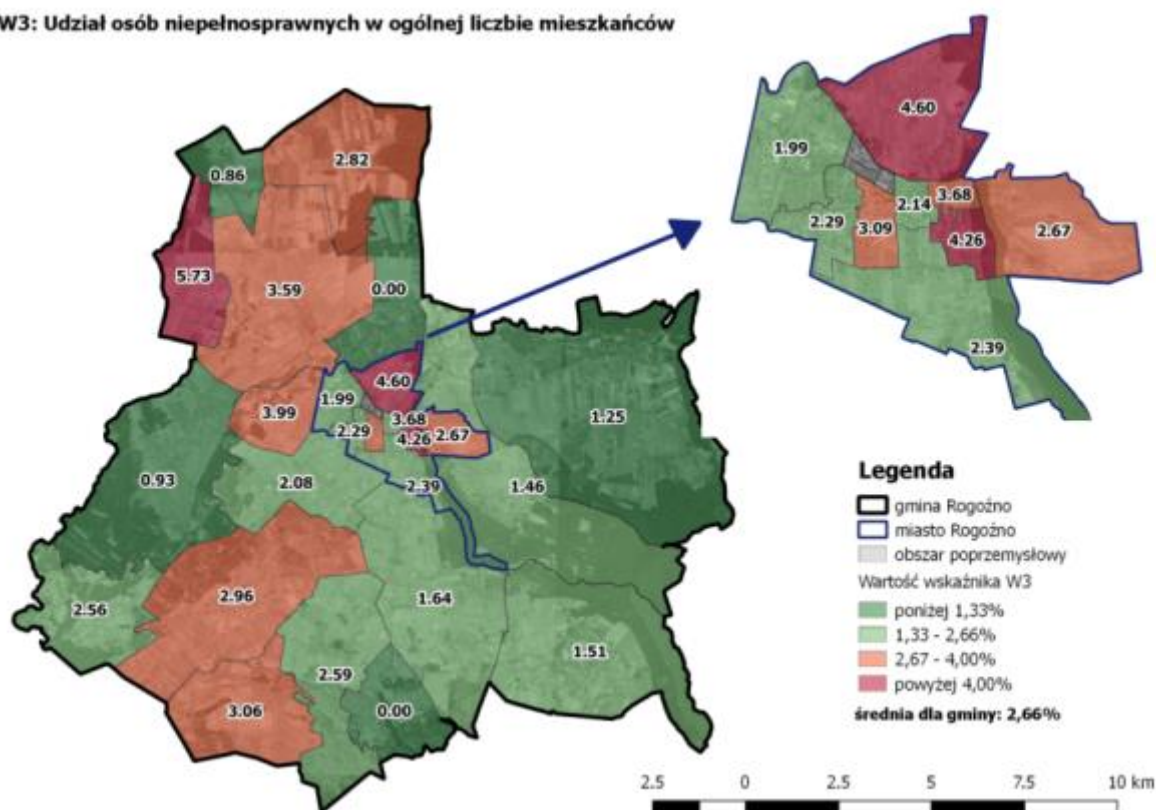 W3: Udział osób niepełnosprawnych w ogólnej liczbie mieszkańców
4.60
1.99
2.14
3.68
2.29
3.09
4.26
2.67
2.39
2.82
0.86
5.73
3.59
0.00
4.60
1.99
3.99
3.68
2.29
4.26
2.67
1.25
0.93
2.08
2.39
1.46
2.96
2.56
1.64
1.51
2.59
3.06
0.00
Legenda
gmina Rogoźno
miasto Rogoźno
obszar poprzemysłowy
Wartość wskaźnika W3
poniżej 1,33%
1,33 - 2,66%
2,67 - 4,00%
powyżej 4,00%
średnia dla gminy: 2,66%
2.5 0 2.5 5 7.5 10 km